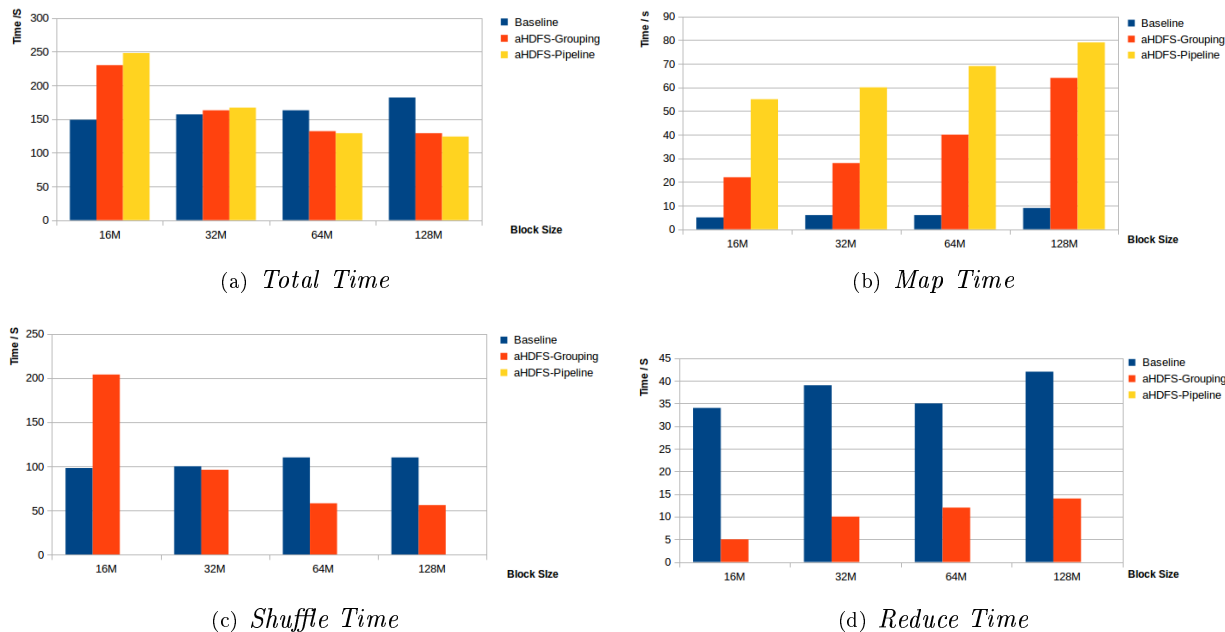 Time /S
300
250
200
150
100
50
0
16M
32M
64M
128M
Block Size
Baseline
aHDFS-Grouping
aHDFS-Pipeline
(a) Total Time
Time / s
90
80
70
60
50
40
30
20
10
0
16M
32M
64M
128M
Block Size
Baseline
aHDFS-Grouping
aHDFS-Pipeline
(b) Map Time
Time / S
250
200
150
100
50
0
16M
32M
64M
128M
Block SIze
Baseline
aHDFS-Grouping
aHDFS-Pipeline
(c) Shuffle Time
Time / S
45
40
35
30
25
20
15
10
5
0
16M
32M
64M
128M
Block Size
Baseline
aHDFS-Grouping
aHDFS-Pipeline
(d) Reduce Time